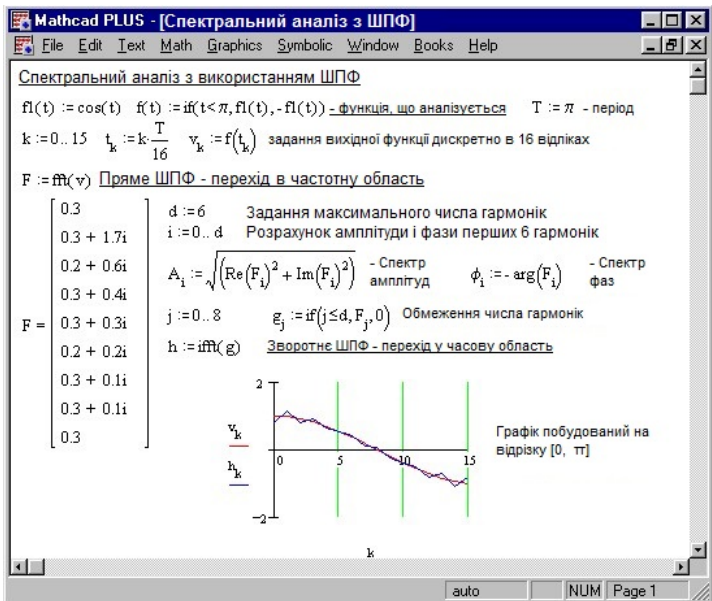 Mathcad PLUS - [Спектральний аналіз з ШПФ]
File Edit Text Math Graphics Symbolic Window Books Help
Спектральний аналіз з використанням ШПФ
f1(t) := cos(t) f(t) := if(t<π, f1(t), -f1(t)) - функція, що аналізується T := π - період
k := 0.. 15 t_k := k·T/16 v_k := f(t_k) задання вихідної функції дискретно в 16 відліках
F := fft(v) Пряме ШПФ - перехід в частотну область
F =
0.3
0.3 + 1.7i
0.2 + 0.6i
0.3 + 0.4i
0.3 + 0.3i
0.2 + 0.2i
0.3 + 0.1i
0.3 + 0.1i
0.3
d := 6 Задання максимального числа гармонік
i := 0.. d Розрахунок амплітуди і фази перших 6 гармонік
A_i := √(Re(F_i)² + Im(F_i)²) - Спектр амплітуд ϕ_i := - arg(F_i) - Спектр фаз
j := 0.. 8 g_j := if(j≤d, F_j, 0) Обмеження числа гармонік
h := ifft(g) Зворотнє ШПФ - перехід у часову область
2
v_k
h_k
0 5 10 15
−2
k
Графік побудований на
відрізку [0, π]
auto NUM Page 1